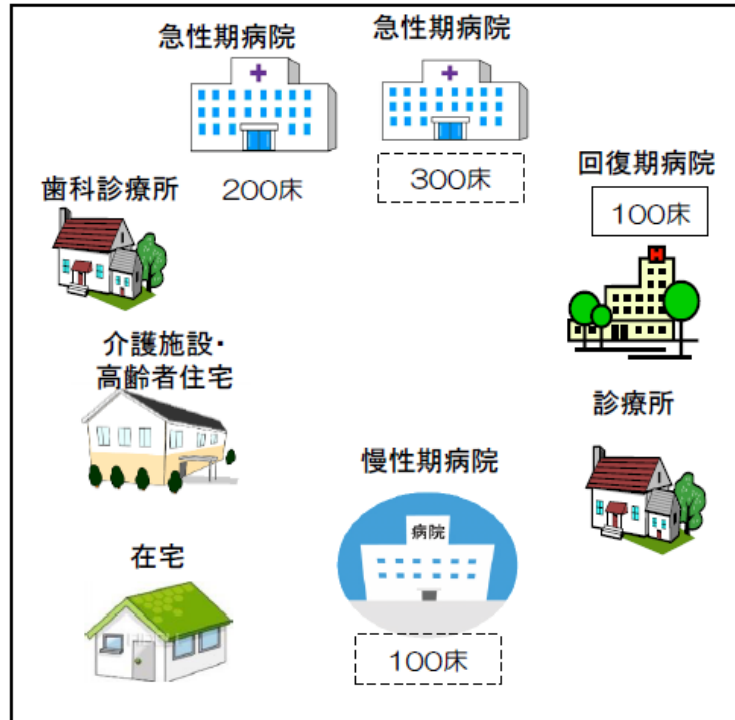 急性期病院
急性期病院
200床
300床
回復期病院
100床
歯科診療所
H
介護施設・
高齢者住宅
診療所
慢性期病院
病院
100床
在宅